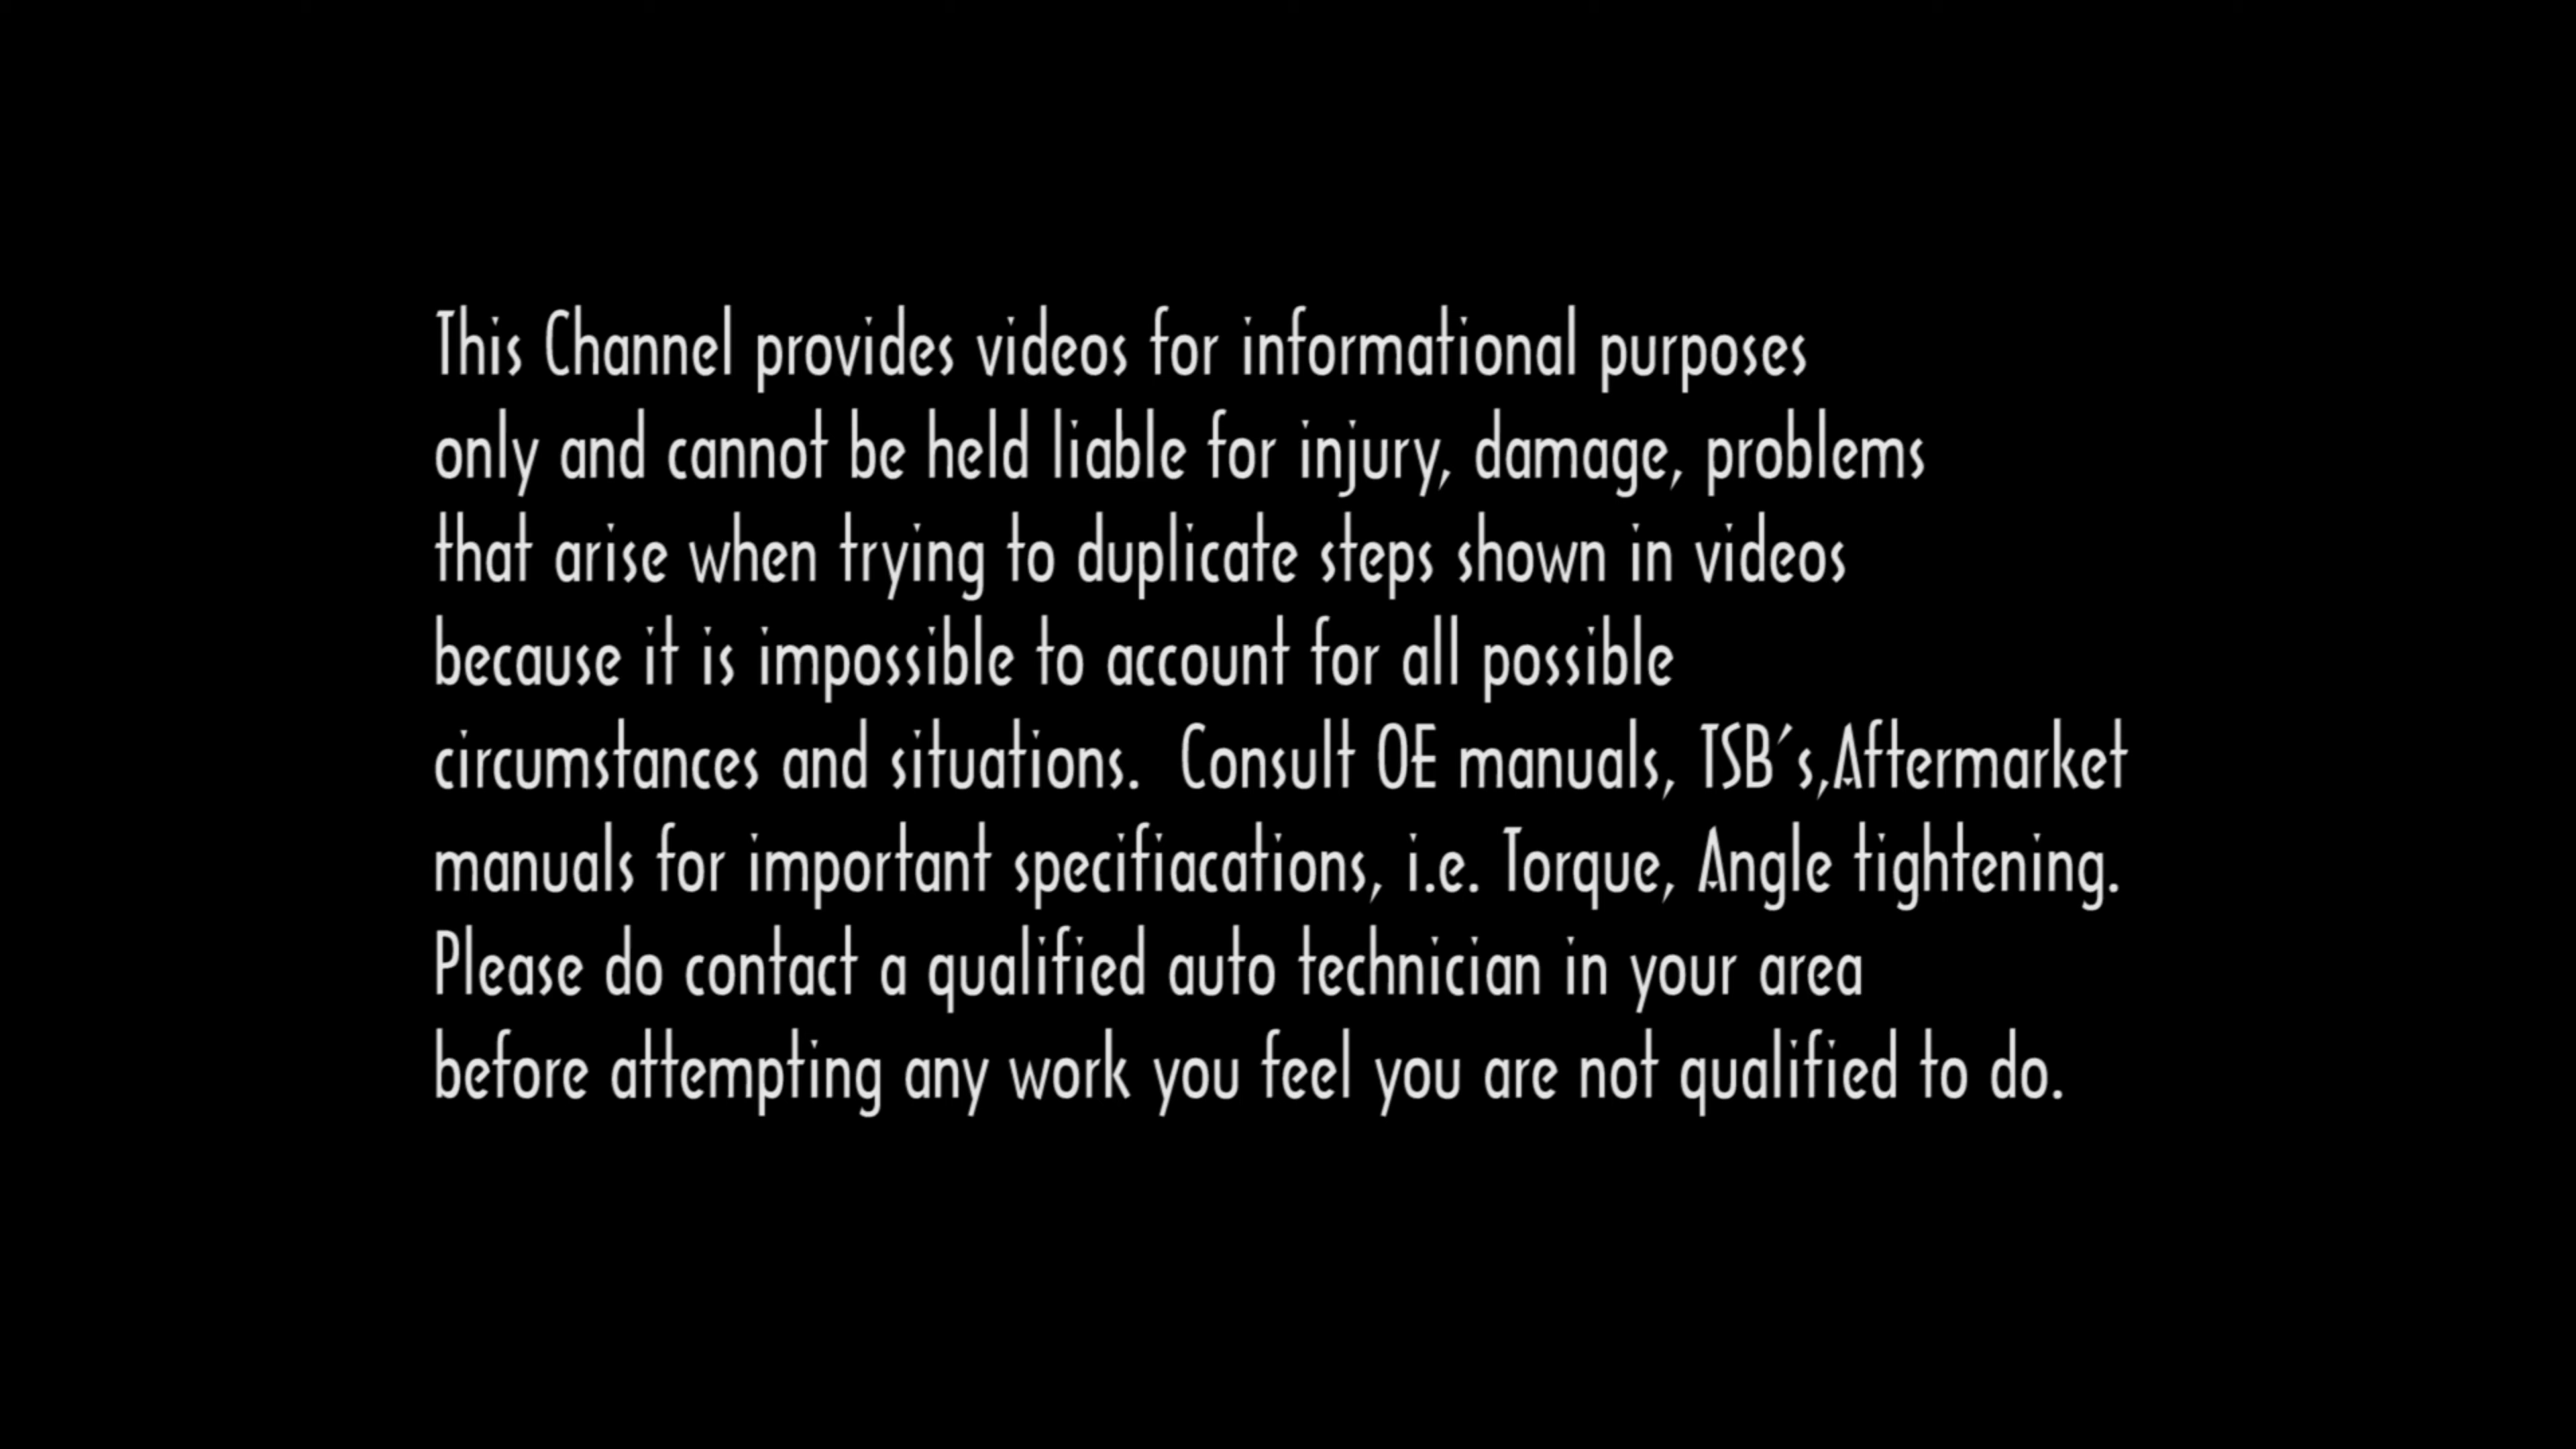 This Channel provides videos for informational purposes
only and cannot be held liable for injury, damage, problems
that arise when trying to duplicate steps shown in videos
because it is impossible to account for all possible
circumstances and situations.  Consult OE manuals, TSB's,Aftermarket
manuals for important specifiacations, i.e. Torque, Angle tightening.
Please do contact a qualified auto technician in your area
before attempting any work you feel you are not qualified to do.